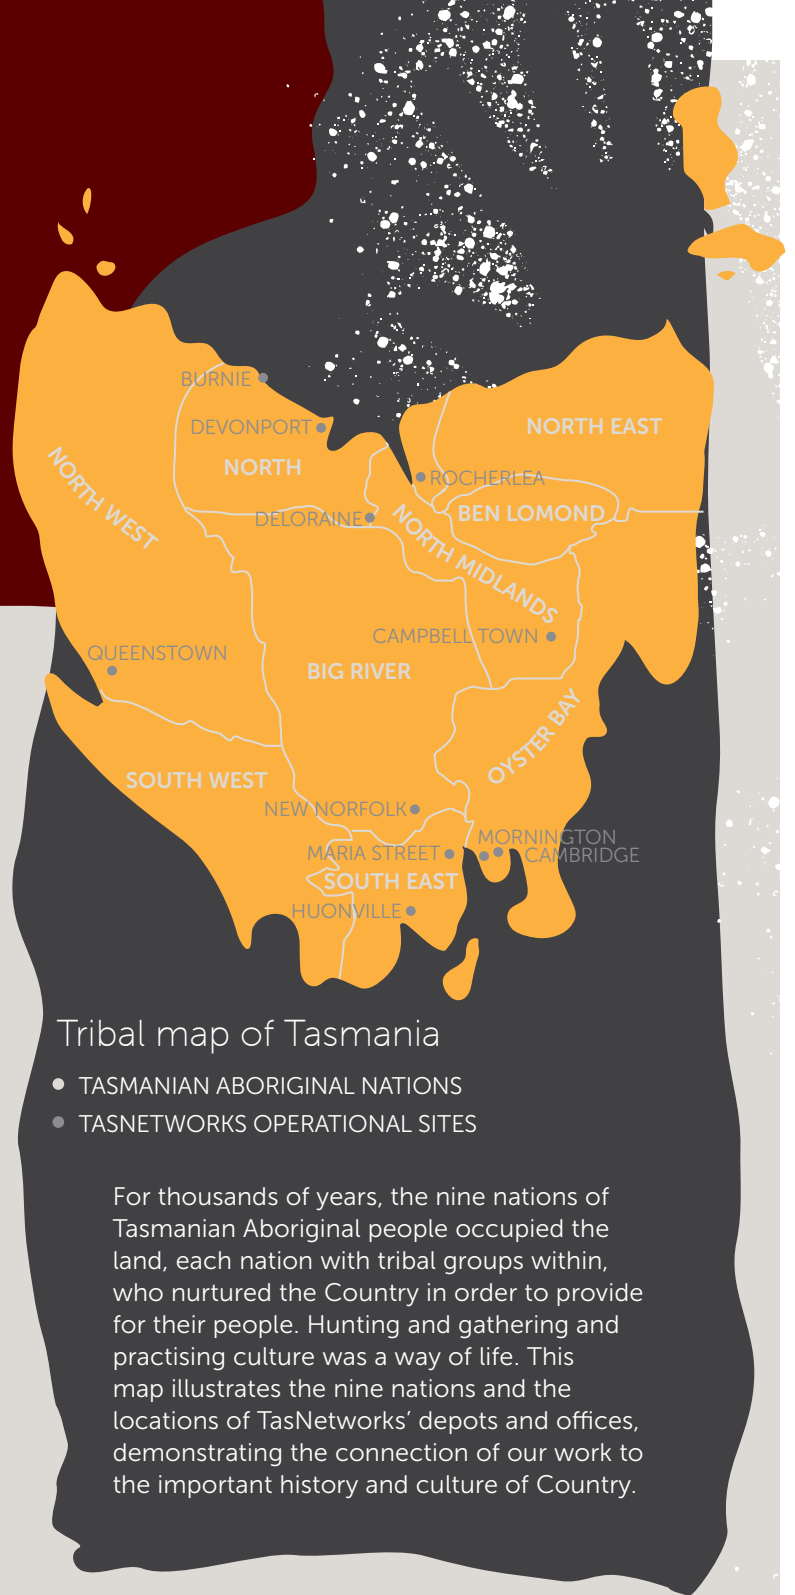 BURNIE
DEVONPORT
NORTH EAST
NORTH WEST
NORTH
ROCHERLEA
DELORAINE
NORTH MIDLANDS
BEN LOMOND
CAMPBELL TOWN
QUEENSTOWN
BIG RIVER
OYSTER BAY
SOUTH WEST
NEW NORFOLK
MORNINGTON
MARIA STREET
CAMBRIDGE
SOUTH EAST
HUONVILLE
Tribal map of Tasmania
TASMANIAN ABORIGINAL NATIONS
TASNETWORKS OPERATIONAL SITES
For thousands of years, the nine nations of
Tasmanian Aboriginal people occupied the
land, each nation with tribal groups within,
who nurtured the Country in order to provide
for their people. Hunting and gathering and
practising culture was a way of life. This
map illustrates the nine nations and the
locations of TasNetworks’ depots and offices,
demonstrating the connection of our work to
the important history and culture of Country.